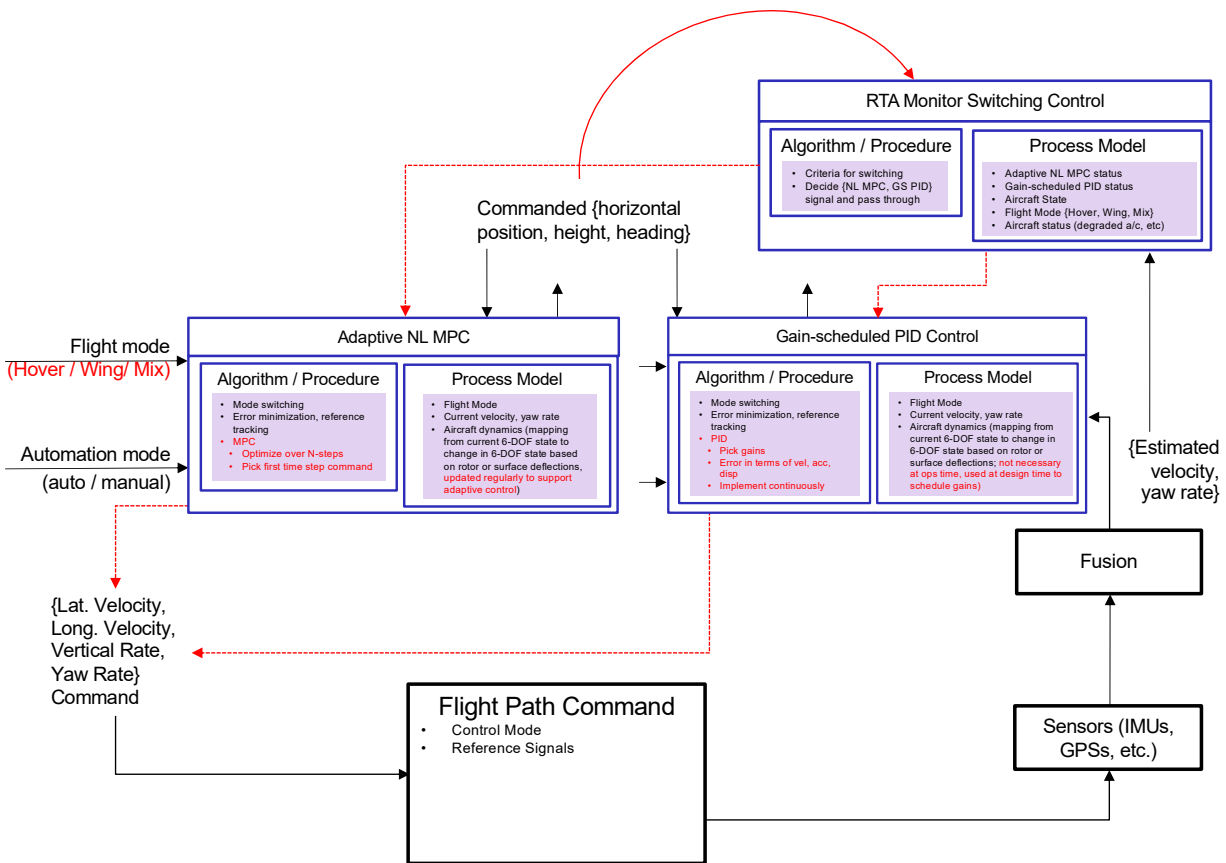 RTA Monitor Switching Control
Algorithm / Procedure
• Criteria for switching
• Decide {NL MPC, GS PID}
signal and pass through
Process Model
• Adaptive NL MPC status
• Gain-scheduled PID status
• Aircraft State
• Flight Mode {Hover, Wing, Mix}
• Aircraft status (degraded a/c, etc)
Commanded {horizontal
position, height, heading}
Flight mode
(Hover / Wing/ Mix)
Automation mode
(auto / manual)
Adaptive NL MPC
Algorithm / Procedure
• Mode switching
• Error minimization, reference
tracking
• MPC
• Optimize over N-steps
• Pick first time step command
Process Model
• Flight Mode
• Current velocity, yaw rate
• Aircraft dynamics (mapping
from current 6-DOF state to
change in 6-DOF state based
on rotor or surface deflections,
updated regularly to support
adaptive control)
Gain-scheduled PID Control
Algorithm / Procedure
• Mode switching
• Error minimization, reference
tracking
• PID
• Pick gains
• Error in terms of vel, acc,
disp
• Implement continuously
Process Model
• Flight Mode
• Current velocity, yaw rate
• Aircraft dynamics (mapping from
current 6-DOF state to change in
6-DOF state based on rotor or
surface deflections; not necessary
at ops time, used at design time to
schedule gains)
{Estimated
velocity,
yaw rate}
Fusion
{Lat. Velocity,
Long. Velocity,
Vertical Rate,
Yaw Rate}
Command
Flight Path Command
• Control Mode
• Reference Signals
Sensors (IMUs,
GPSs, etc.)